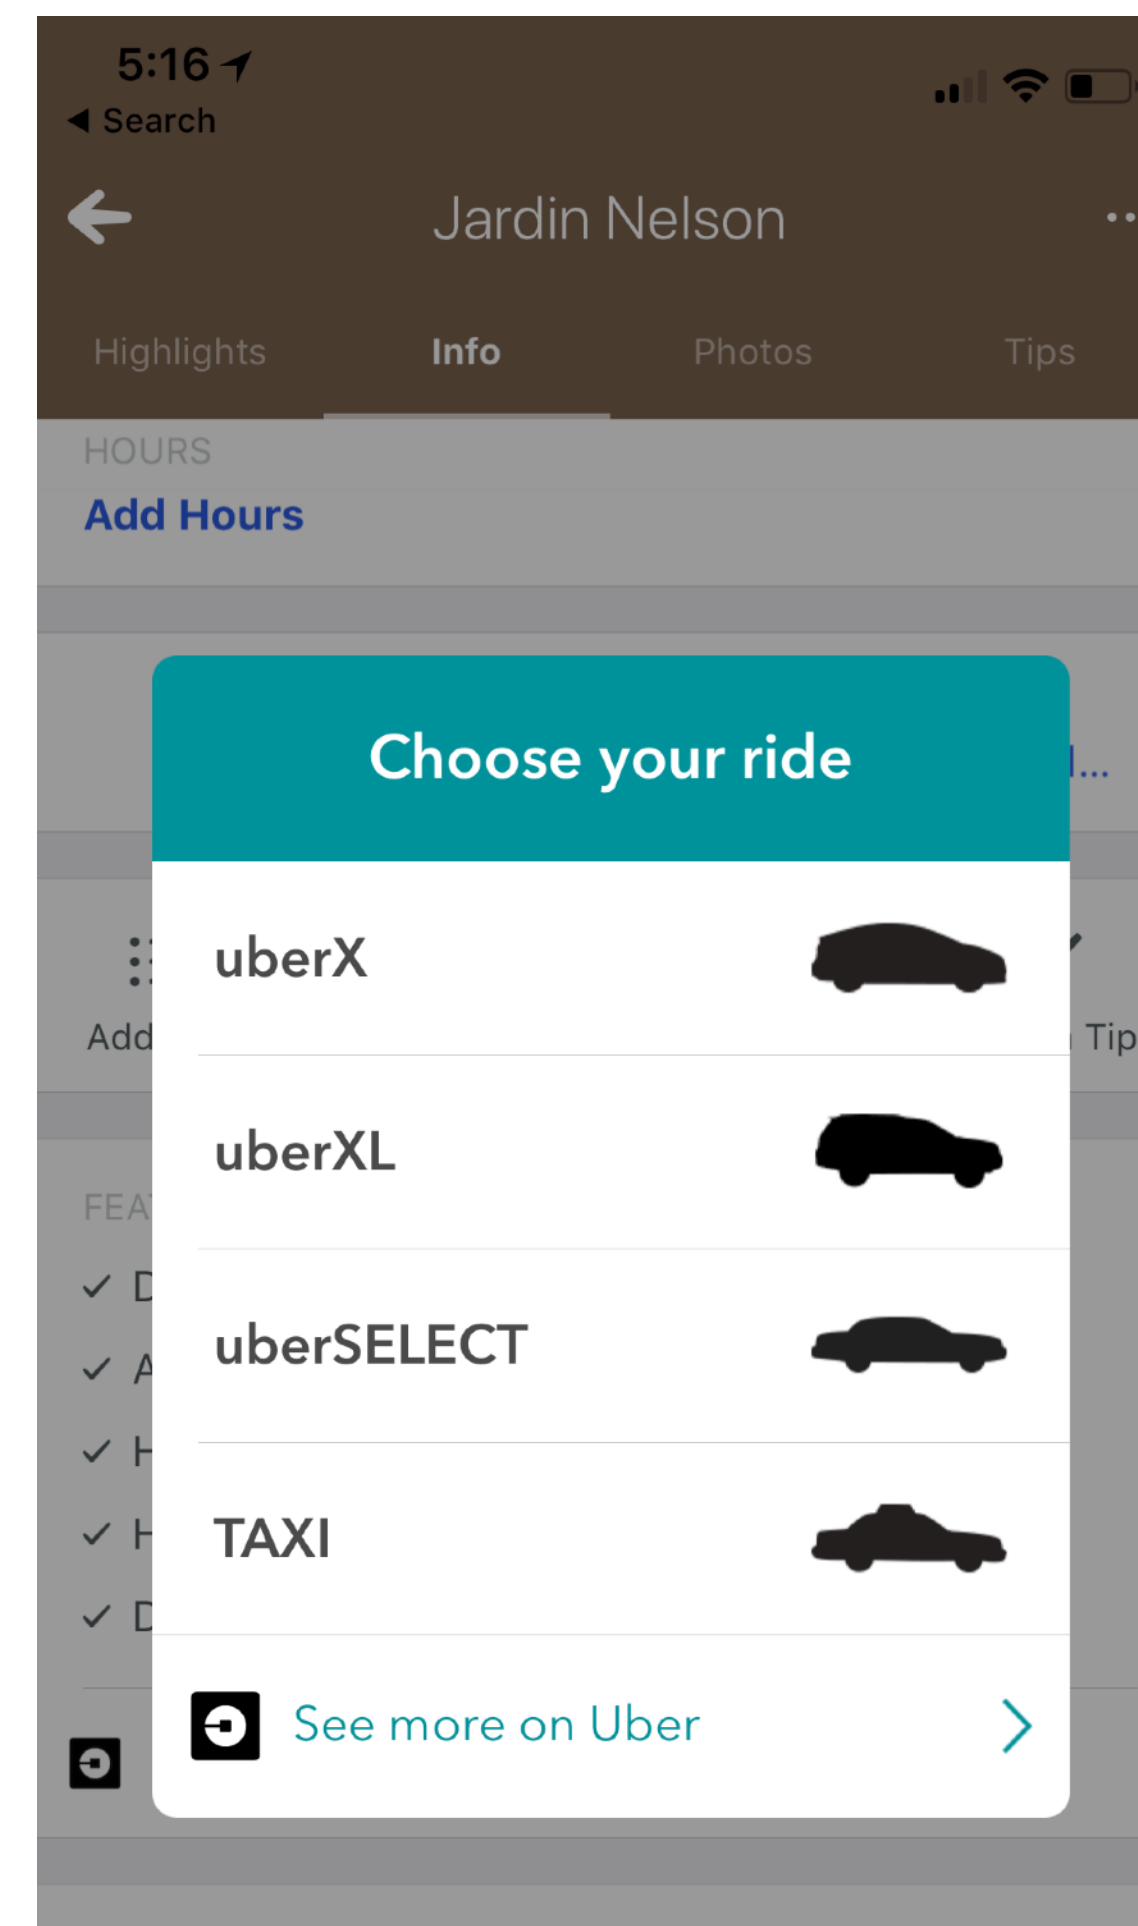 5:16
Search
Jardin Nelson
Highlights Info Photos Tips
HOURS
Add Hours
Choose your ride
uberX
Add Tip
uberXL
uberSELECT
TAXI
See more on Uber